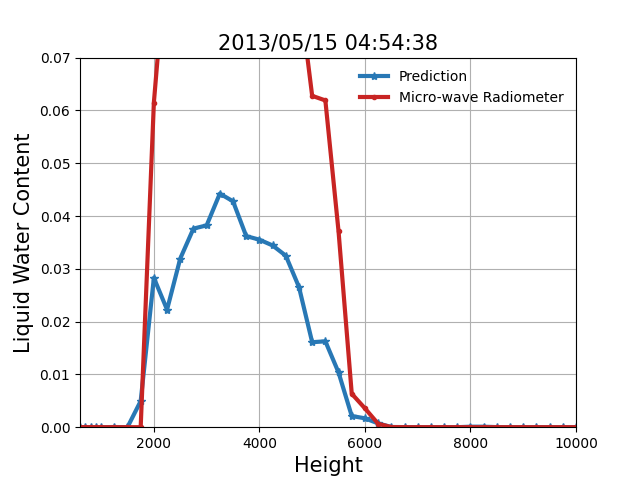 2013/05/15 04:54:38
0.07
0.06
0.05
0.04
0.03
0.02
0.01
0.00
Liquid Water Content
Prediction
Micro-wave Radiometer
2000 4000 6000 8000 10000
Height